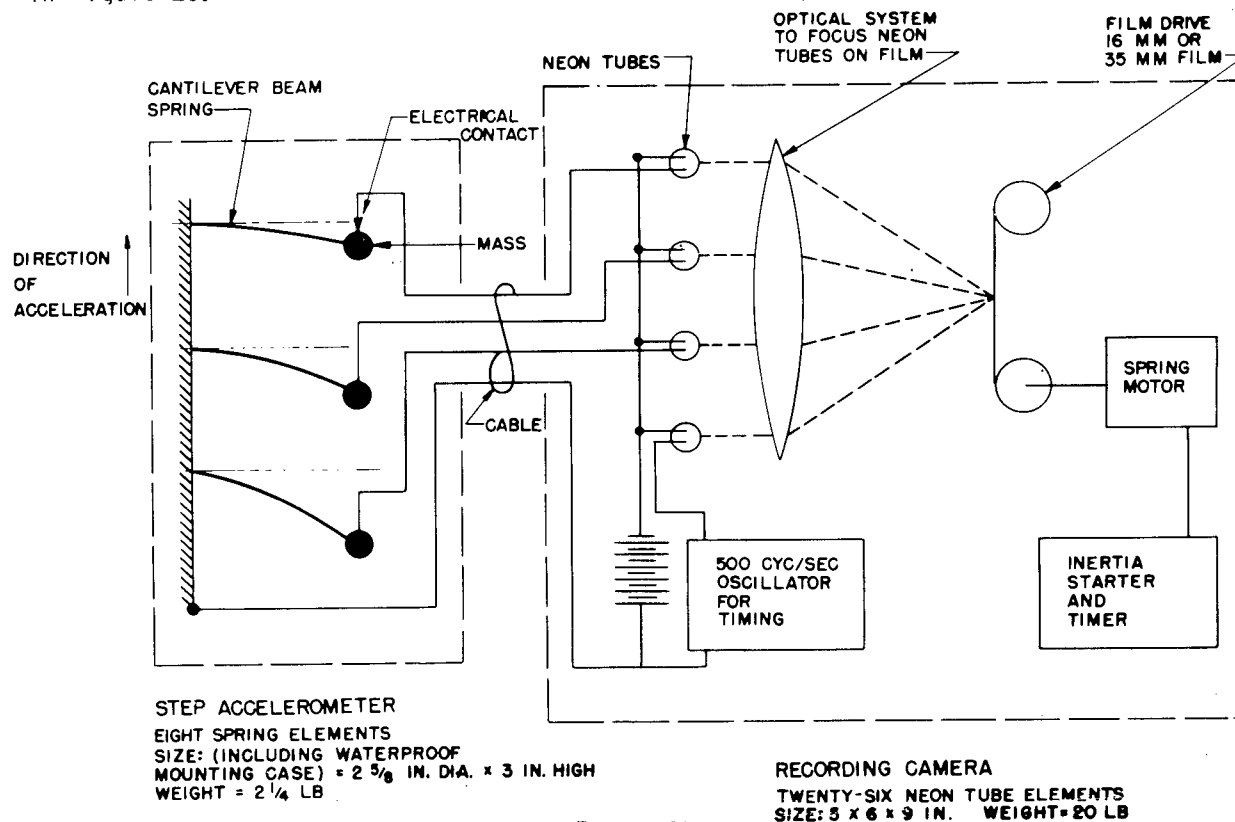 OPTICAL SYSTEM
TO FOCUS NEON
TUBES ON FILM
FILM DRIVE
16 MM OR
35 MM FILM
NEON TUBES
CANTILEVER BEAM
SPRING
ELECTRICAL
CONTACT
MASS
DIRECTION
OF
ACCELERATION
CABLE
SPRING
MOTOR
500 CYC/SEC
OSCILLATOR
FOR
TIMING
INERTIA
STARTER
AND
TIMER
STEP ACCELEROMETER
EIGHT SPRING ELEMENTS
SIZE: (INCLUDING WATERPROOF
MOUNTING CASE) = 2 5/8 IN. DIA. x 3 IN. HIGH
WEIGHT = 2 1/4 LB
RECORDING CAMERA
TWENTY-SIX NEON TUBE ELEMENTS
SIZE: 5 X 6 x 9 IN. WEIGHT=20 LB